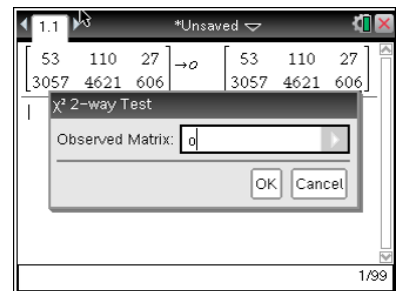 1.1 *Unsaved
[ 53 110 27 ] →o [ 53 110 27 ]
[ 3057 4621 606 ] [ 3057 4621 606 ]
χ² 2-way Test
Observed Matrix: o
OK Cancel
1/99